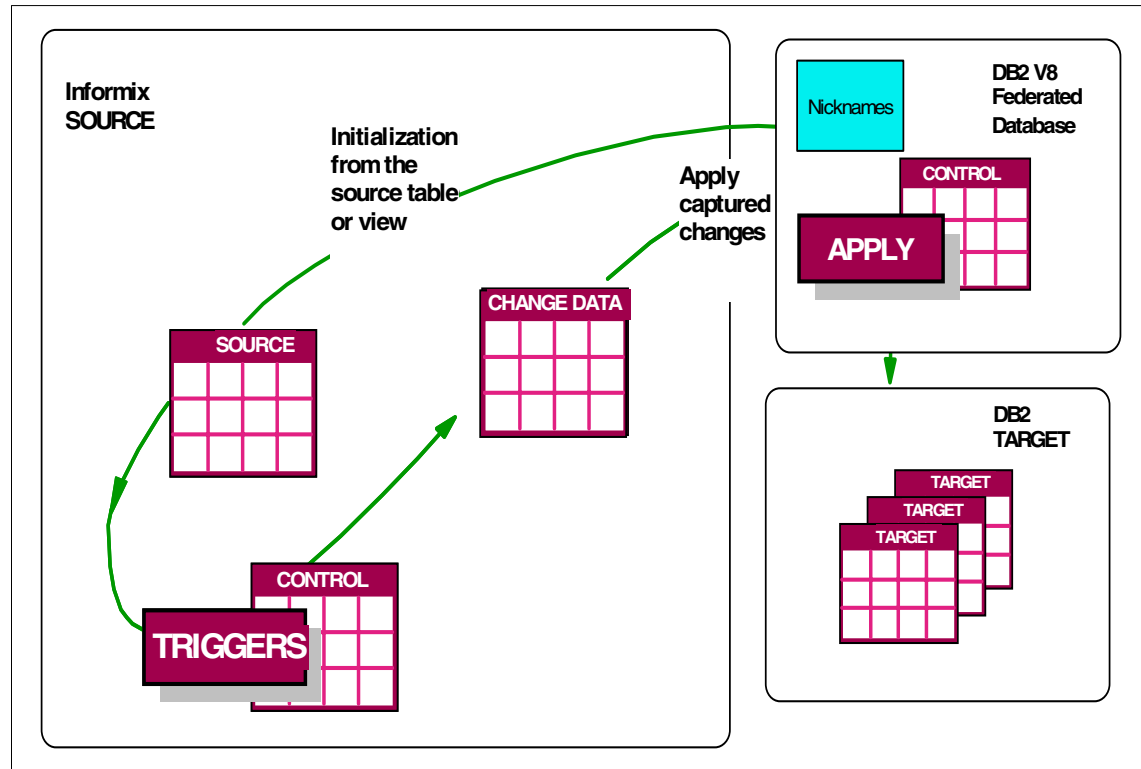 Informix
SOURCE
Initialization
from the
source table
or view
SOURCE
CHANGE DATA
Apply
captured
changes
CONTROL
TRIGGERS
Nicknames
DB2 V8
Federated
Database
CONTROL
APPLY
DB2
TARGET
TARGET
TARGET
TARGET